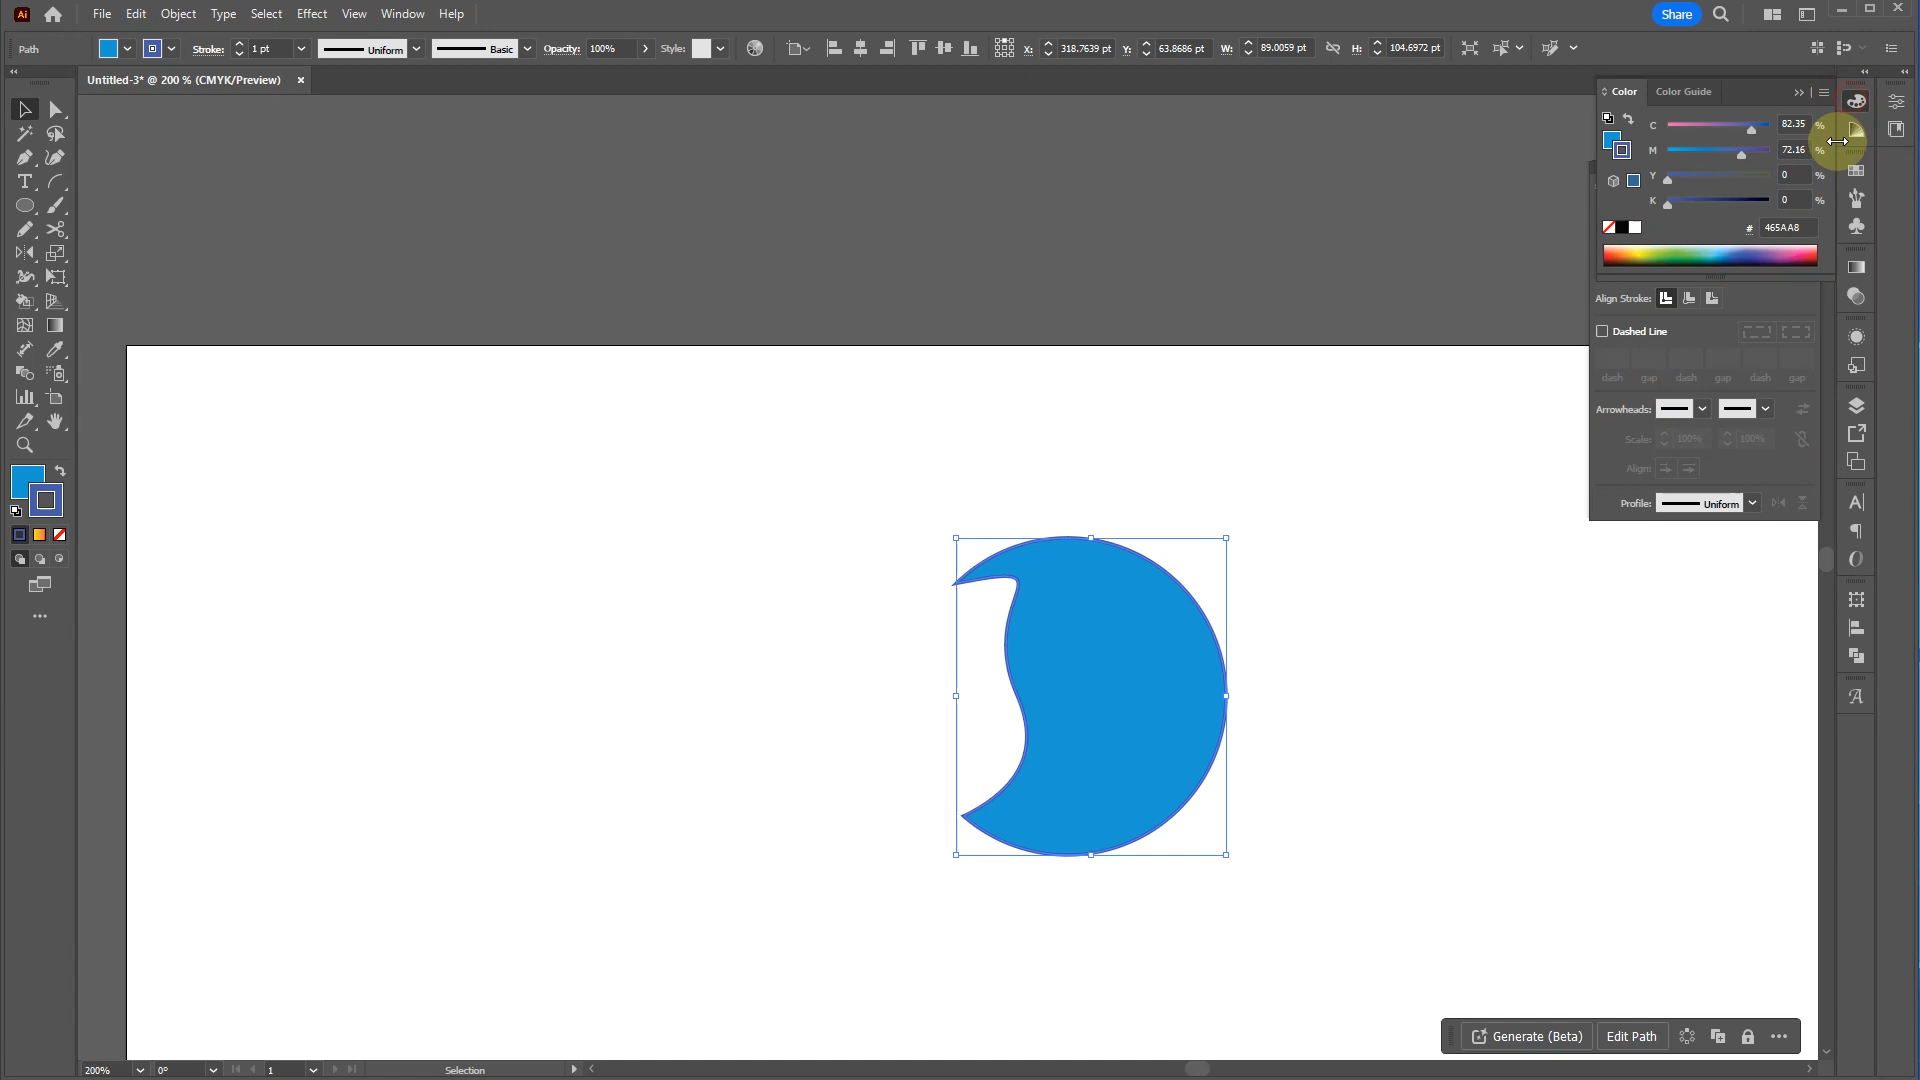 Ai File Edit Object Type Select Effect View Window Help Share
Path Stroke: 1 pt Uniform Basic Opacity: 100% Style: X: 318.7639 pt Y: 63.8686 pt W: 89.0059 pt H: 104.6972 pt
Untitled-3* @ 200 % (CMYK/Preview) ×
Color Color Guide
C 82.35 %
M 72.16 %
Y 0 %
K 0 %
# 465AA8
Align Stroke:
Dashed Line
dash gap dash gap dash gap
Arrowheads:
Scale: 100% 100%
Align:
Profile: Uniform
Generate (Beta) Edit Path
200% 0° 1 Selection